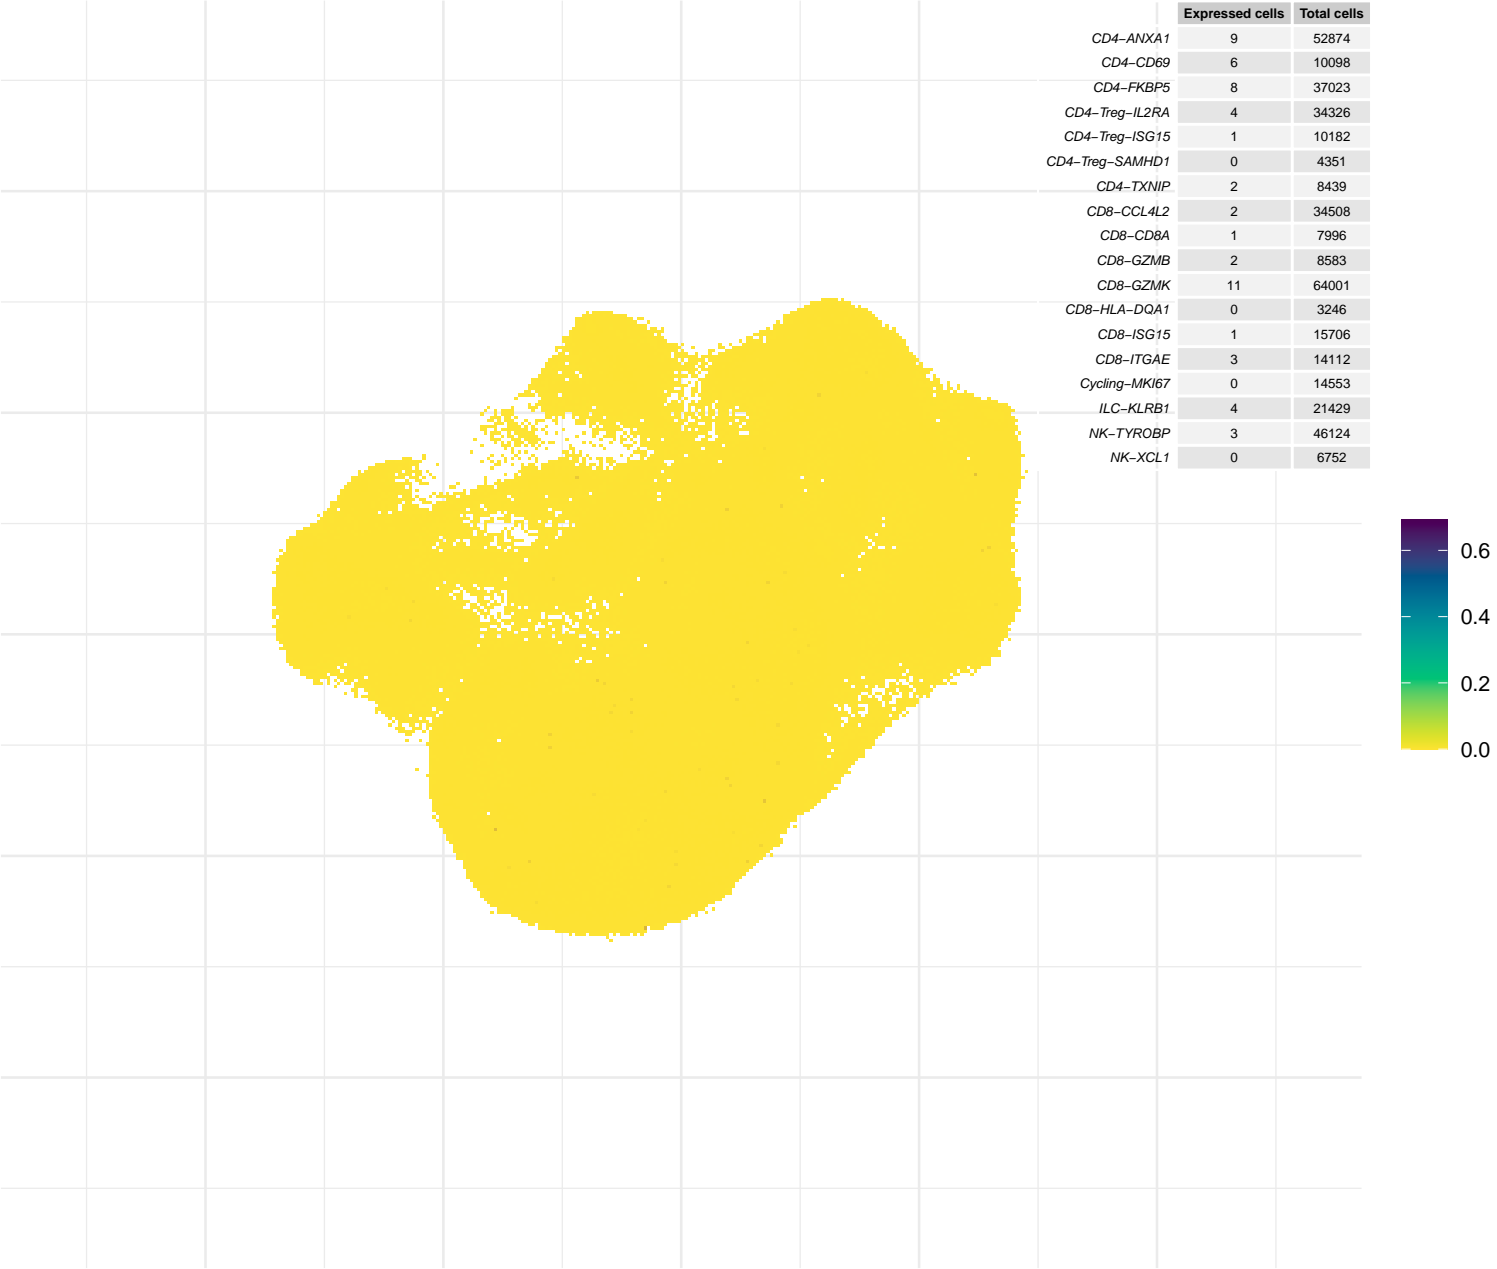 Expressed cells Total cells
CD4−ANXA1 9 52874
CD4−CD69 6 10098
CD4−FKBP5 8 37023
CD4−Treg−IL2RA 4 34326
CD4−Treg−ISG15 1 10182
CD4−Treg−SAMHD1 0 4351
CD4−TXNIP 2 8439
CD8−CCL4L2 2 34508
CD8−CD8A 1 7996
CD8−GZMB 2 8583
CD8−GZMK 11 64001
CD8−HLA−DQA1 0 3246
CD8−ISG15 1 15706
CD8−ITGAE 3 14112
Cycling−MKI67 0 14553
ILC−KLRB1 4 21429
NK−TYROBP 3 46124
NK−XCL1 0 6752
0.6
0.4
0.2
0.0